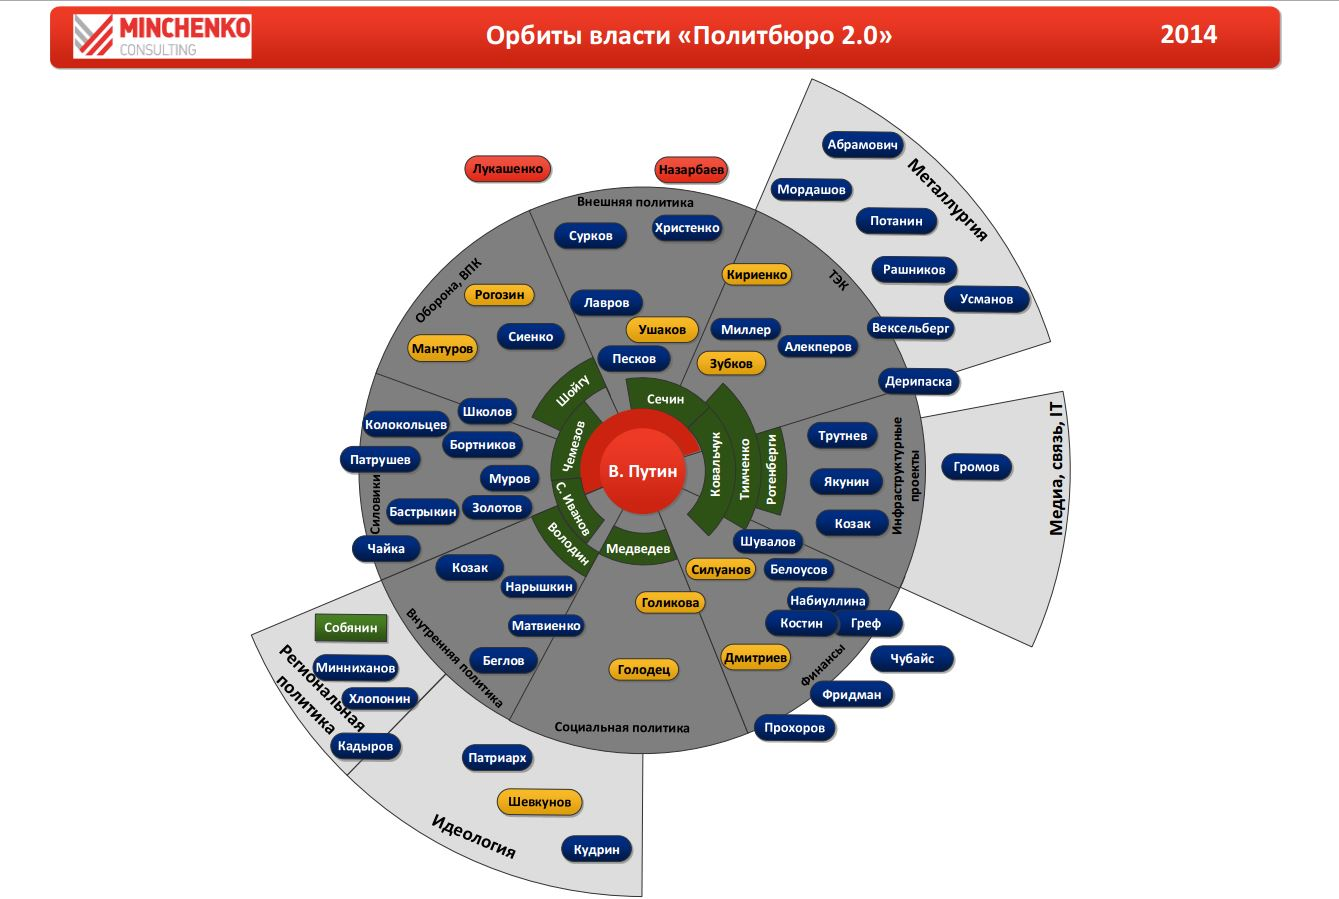 MINCHENKO
CONSULTING
Орбиты власти «Политбюро 2.0»
2014
Лукашенко
Назарбаев
Абрамович
Мордашов
Потанин
Рашников
Усманов
Вексельберг
Дерипаска
Металлургия
Внешняя политика
Сурков
Христенко
Лавров
Ушаков
Песков
ТЭК
Кириенко
Миллер
Алекперов
Зубков
Оборона, ВПК
Рогозин
Сиенко
Мантуров
Шойгу
Сечин
Чемезов
В. Путин
Ковальчук
Тимченко
Ротенберги
С. Иванов
Володин
Медведев
Школов
Колокольцев
Бортников
Патрушев
Муров
Золотов
Бастрыкин
Чайка
Силовики
Трутнев
Якунин
Козак
Инфраструктурные
проекты
Громов
Медиа, связь, IT
Шувалов
Силуанов
Белоусов
Набиуллина
Костин
Греф
Дмитриев
Финансы
Чубайс
Фридман
Прохоров
Козак
Нарышкин
Матвиенко
Беглов
Внутренняя политика
Голикова
Голодец
Социальная политика
Собянин
Минниханов
Хлопонин
Кадыров
Региональная
политика
Патриарх
Шевкунов
Кудрин
Идеология